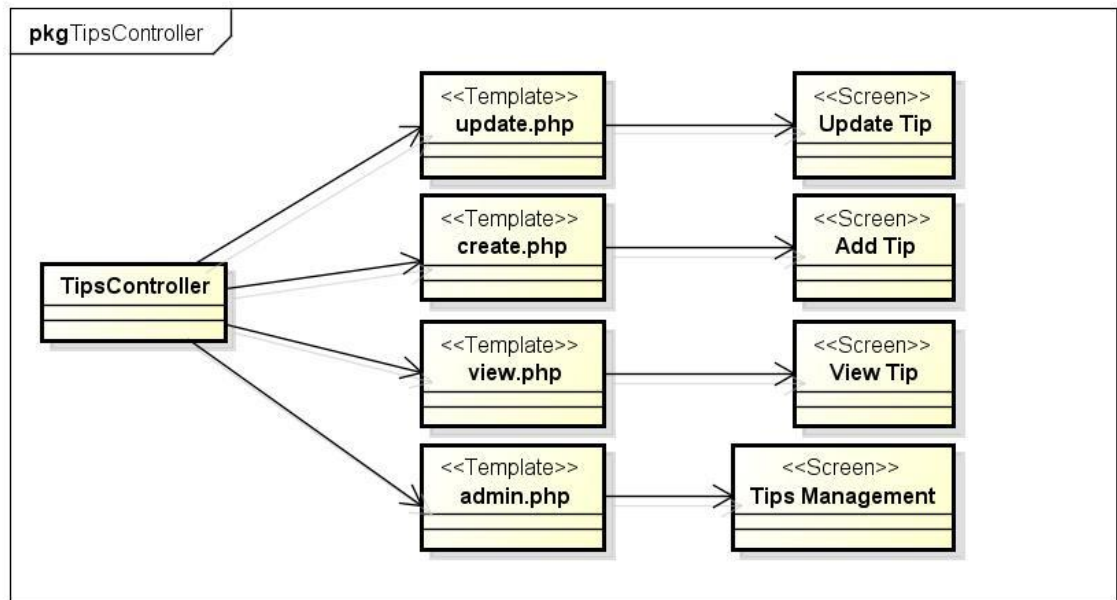 pkgTipsController
<<Template>>
update.php
<<Screen>>
Update Tip
<<Template>>
create.php
<<Screen>>
Add Tip
TipsController
<<Template>>
view.php
<<Screen>>
View Tip
<<Template>>
admin.php
<<Screen>>
Tips Management